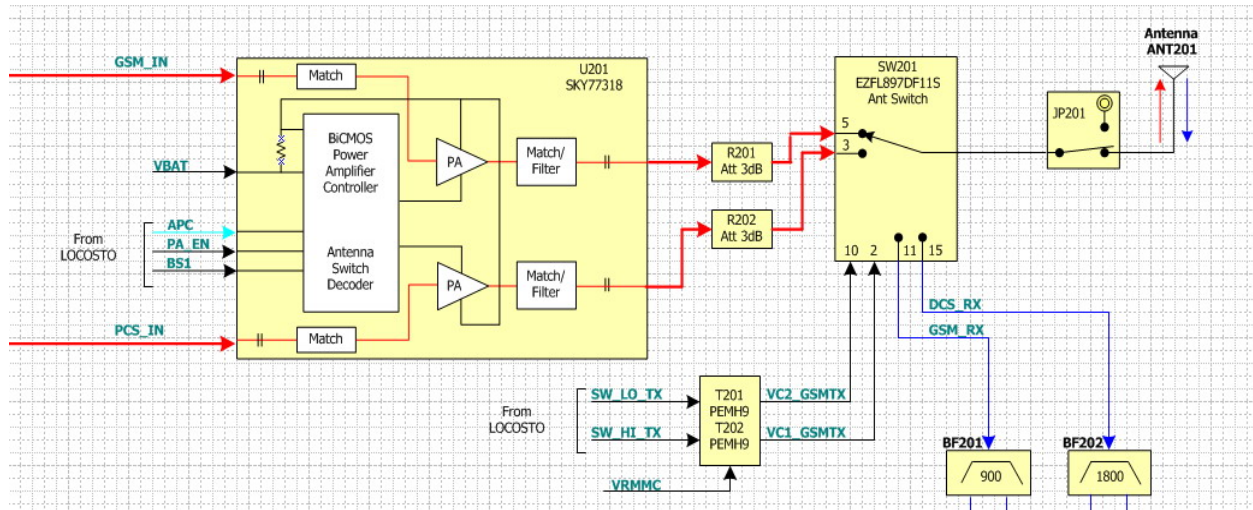 GSM_IN
Match
U201
SKY77318
BiCMOS
Power
Amplifier
Controller
Antenna
Switch
Decoder
PA
Match/
Filter
VBAT
From
LOCOSTO
APC
PA_EN
BS1
PA
Match/
Filter
PCS_IN
Match
R201
Att 3dB
R202
Att 3dB
SW201
EZFL897DF11S
Ant Switch
5
3
10
2
11
15
JP201
Antenna
ANT201
DCS_RX
GSM_RX
From
LOCOSTO
SW_LO_TX
SW_HI_TX
T201
PEMH9
T202
PEMH9
VC2_GSMTX
VC1_GSMTX
VRMMC
BF201
900
BF202
1800